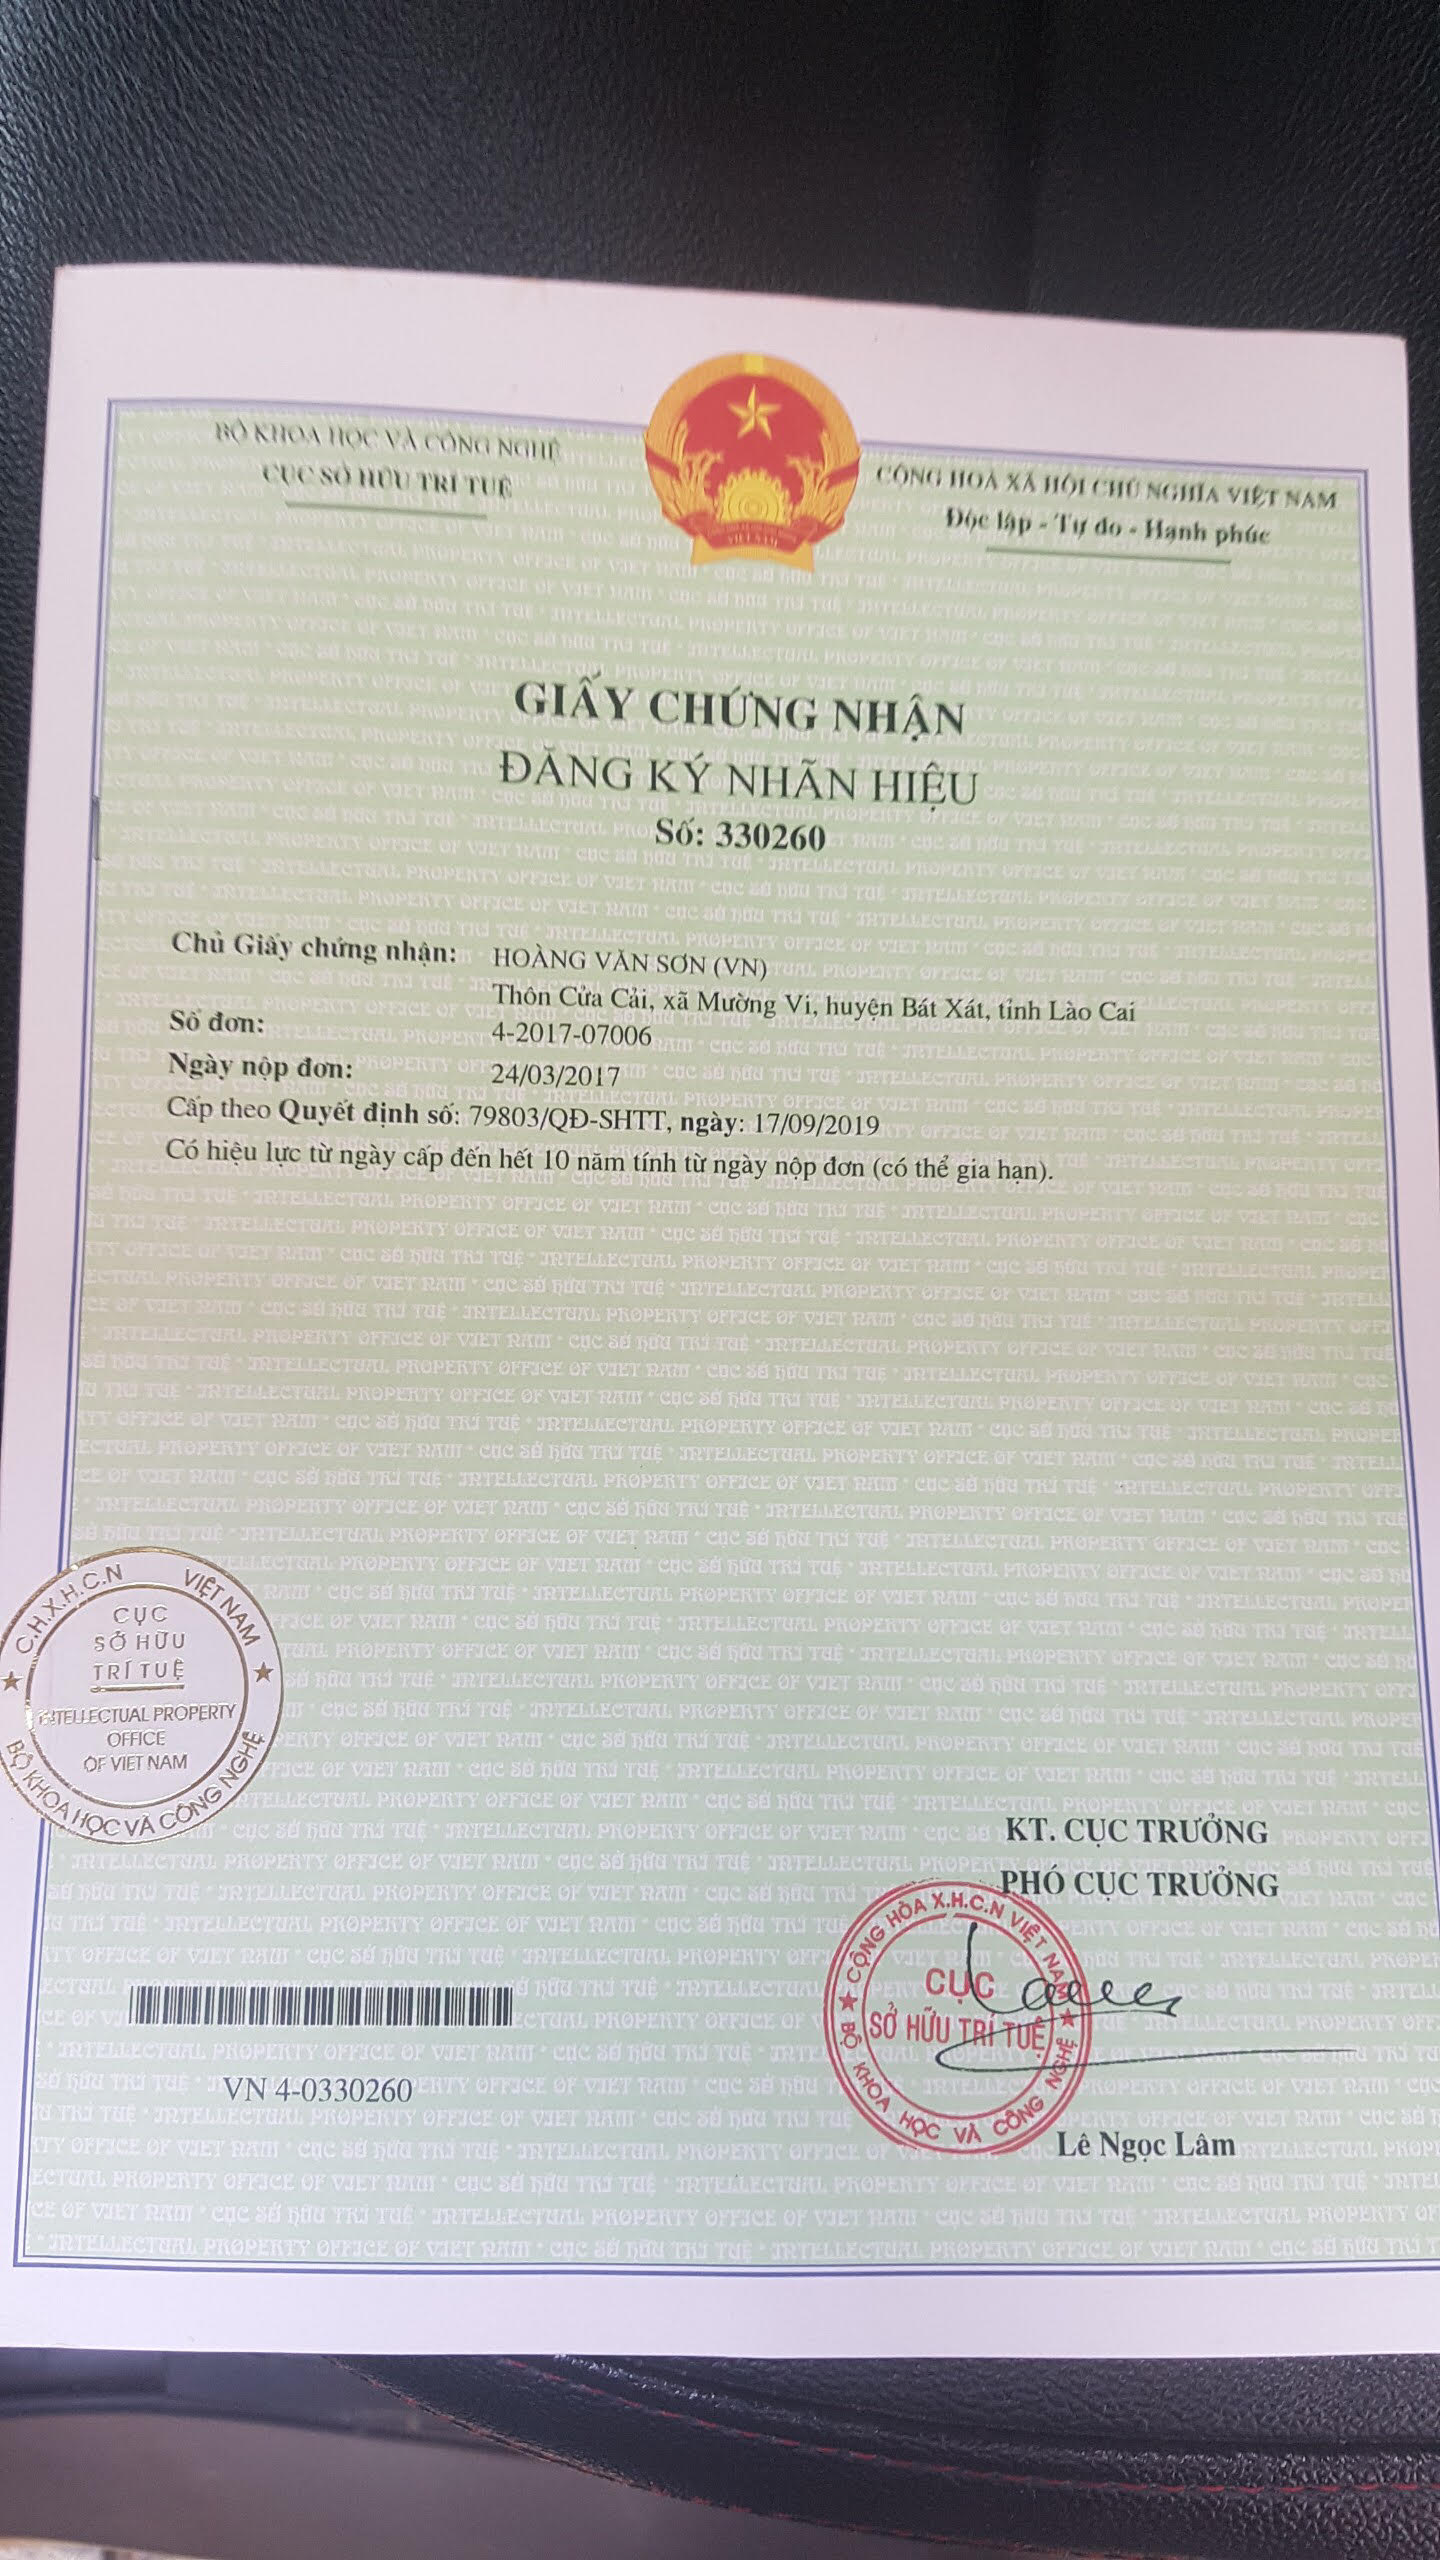 BỘ KHOA HỌC VÀ CÔNG NGHỆ
CỤC SỞ HỮU TRÍ TUỆ
CỘNG HOÀ XÃ HỘI CHỦ NGHĨA VIỆT NAM
Độc lập - Tự do - Hạnh phúc
VIỆT NAM
GIẤY CHỨNG NHẬN
ĐĂNG KÝ NHÃN HIỆU
Số: 330260
Chủ Giấy chứng nhận: HOÀNG VĂN SƠN (VN)
Thôn Cửa Cải, xã Mường Vi, huyện Bát Xát, tỉnh Lào Cai
Số đơn: 4-2017-07006
Ngày nộp đơn: 24/03/2017
Cấp theo Quyết định số: 79803/QĐ-SHTT, ngày: 17/09/2019
Có hiệu lực từ ngày cấp đến hết 10 năm tính từ ngày nộp đơn (có thể gia hạn).
C.H.X.H.C.N VIỆT NAM
CỤC
SỞ HỮU
TRÍ TUỆ
INTELLECTUAL PROPERTY
OFFICE
OF VIET NAM
BỘ KHOA HỌC VÀ CÔNG NGHỆ
KT. CỤC TRƯỞNG
PHÓ CỤC TRƯỞNG
CỘNG HÒA X.H.C.N VIỆT NAM
CỤC
SỞ HỮU TRÍ TUỆ
BỘ KHOA HỌC VÀ CÔNG NGHỆ
VN 4-0330260
Lê Ngọc Lâm